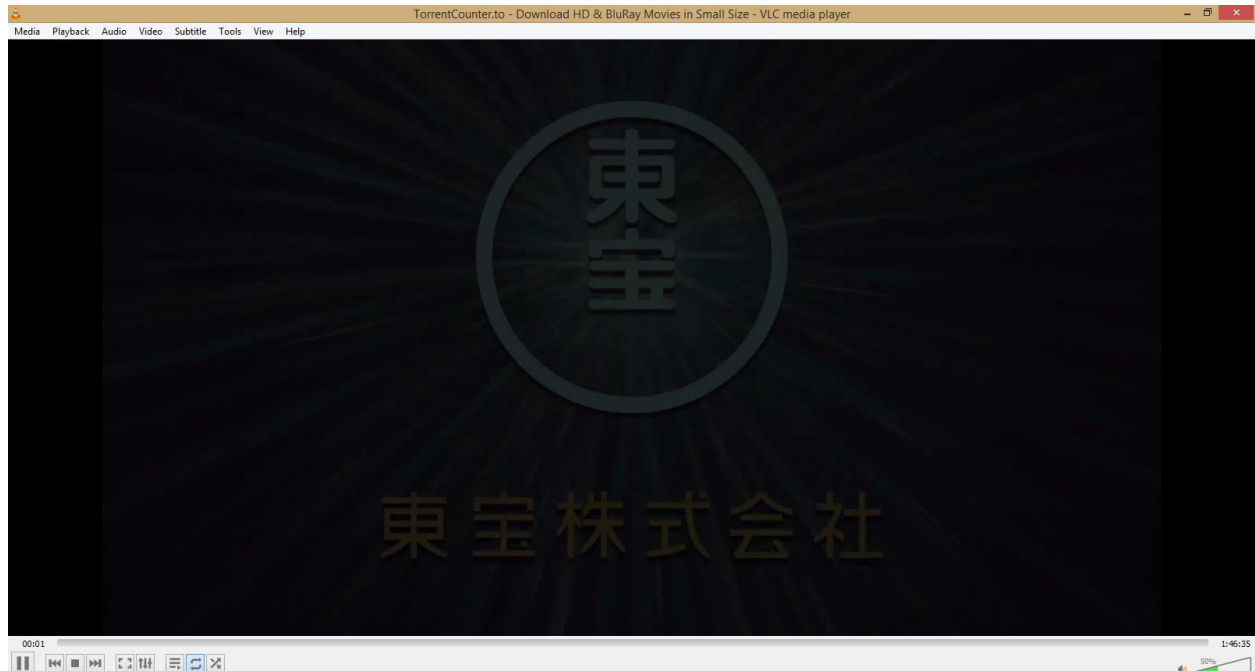 TorrentCounter.to - Download HD & BluRay Movies in Small Size - VLC media player
Media Playback Audio Video Subtitle Tools View Help
東
宝
東宝株式会社
00:01
1:46:35
50%